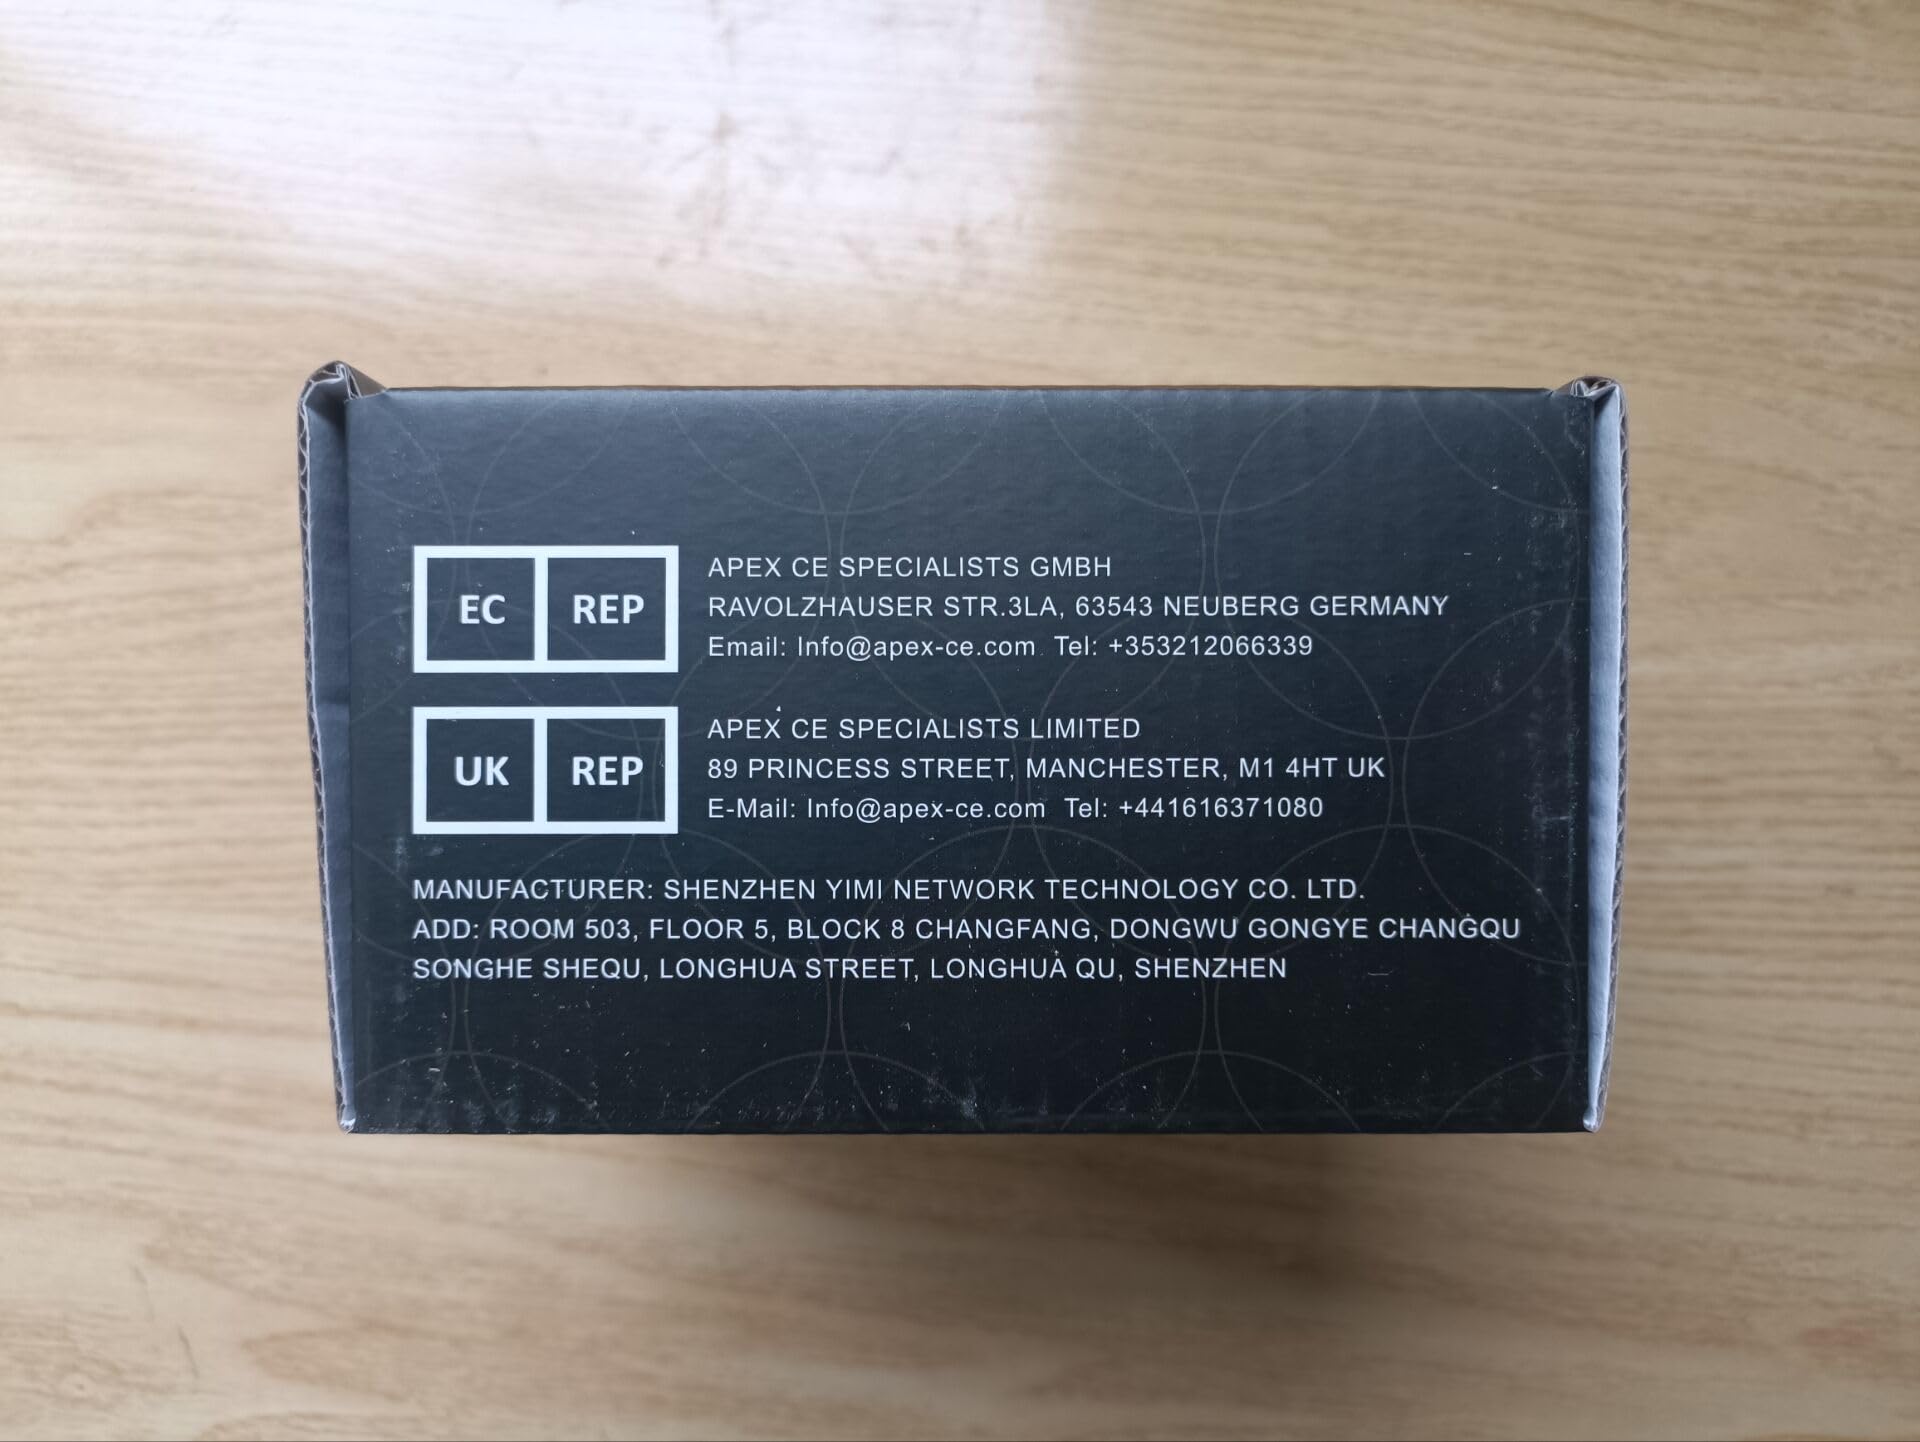 EC REP
APEX CE SPECIALISTS GMBH
RAVOLZHAUSER STR.3LA, 63543 NEUBERG GERMANY
Email: Info@apex-ce.com Tel: +353212066339
UK REP
APEX CE SPECIALISTS LIMITED
89 PRINCESS STREET, MANCHESTER, M1 4HT UK
E-Mail: Info@apex-ce.com Tel: +441616371080
MANUFACTURER: SHENZHEN YIMI NETWORK TECHNOLOGY CO. LTD.
ADD: ROOM 503, FLOOR 5, BLOCK 8 CHANGFANG, DONGWU GONGYE CHANGQU
SONGHE SHEQU, LONGHUA STREET, LONGHUA QU, SHENZHEN